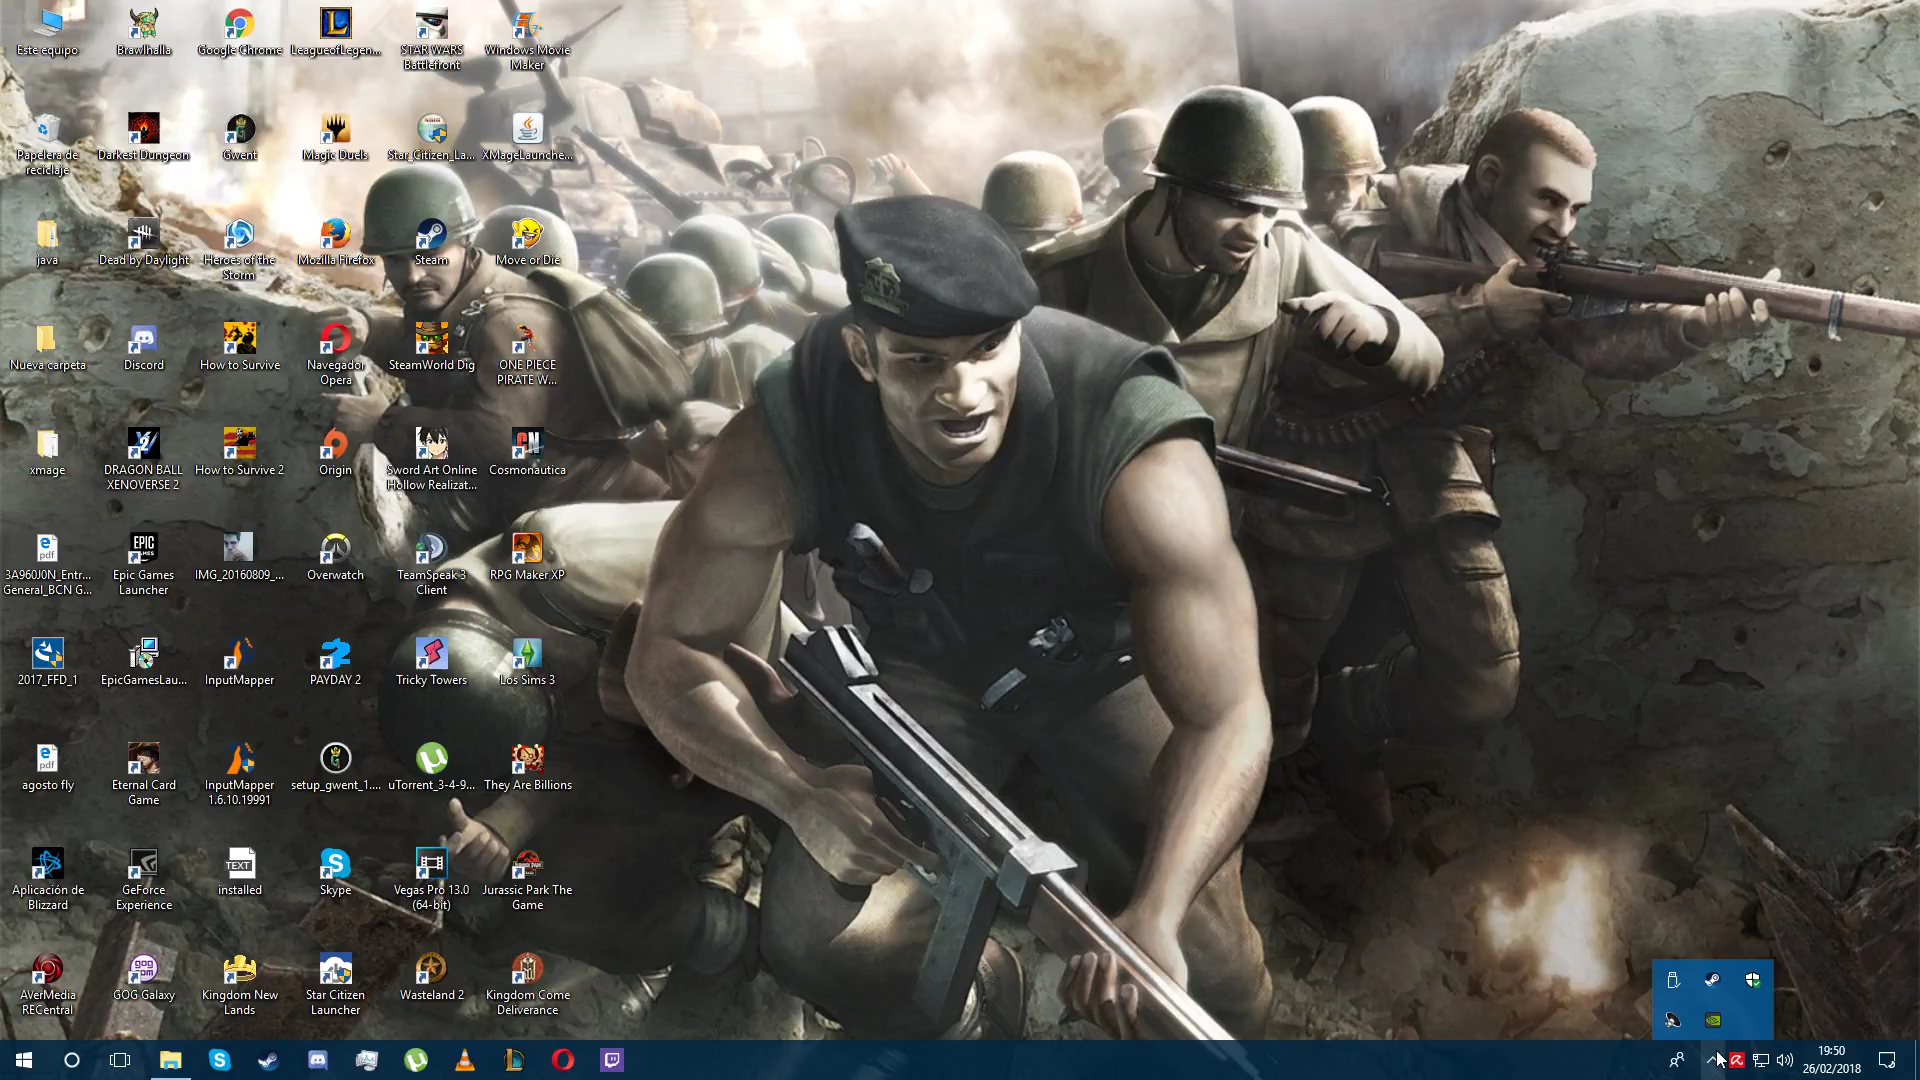 Este equipo
Brawlhalla
Google Chrome
LeagueofLegen...
STAR WARS
Battlefront
Windows Movie
Maker
Papelera de
reciclaje
Darkest Dungeon
Gwent
Magic Duels
Star_Citizen_La...
XMageLaunche...
java
Dead by Daylight
Heroes of the
Storm
Mozilla Firefox
Steam
Move or Die
Nueva carpeta
Discord
How to Survive
Navegador
Opera
SteamWorld Dig
ONE PIECE
PIRATE W...
xmage
DRAGON BALL
XENOVERSE 2
How to Survive 2
Origin
Sword Art Online
Hollow Realizat...
Cosmonautica
3A960J0N_Entr...
General_BCN G...
Epic Games
Launcher
IMG_20160809_...
Overwatch
TeamSpeak 3
Client
RPG Maker XP
2017_FFD_1
EpicGamesLau...
InputMapper
PAYDAY 2
Tricky Towers
Los Sims 3
agosto fly
Eternal Card
Game
InputMapper
1.6.10.19991
setup_gwent_1....
uTorrent_3-4-9...
They Are Billions
Aplicación de
Blizzard
GeForce
Experience
installed
Skype
Vegas Pro 13.0
(64-bit)
Jurassic Park The
Game
AVerMedia
RECentral
GOG Galaxy
Kingdom New
Lands
Star Citizen
Launcher
Wasteland 2
Kingdom Come
Deliverance
19:50
26/02/2018